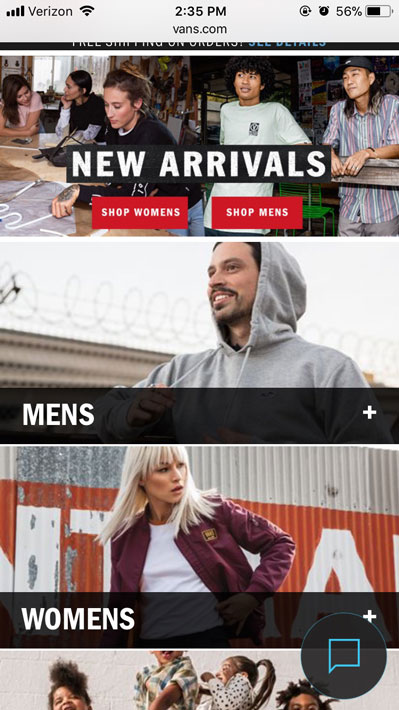 Verizon 2:35 PM 56%
vans.com
FREE SHIPPING ON ORDERS! SEE DETAILS
NEW ARRIVALS
SHOP WOMENS SHOP MENS
MENS +
WOMENS +